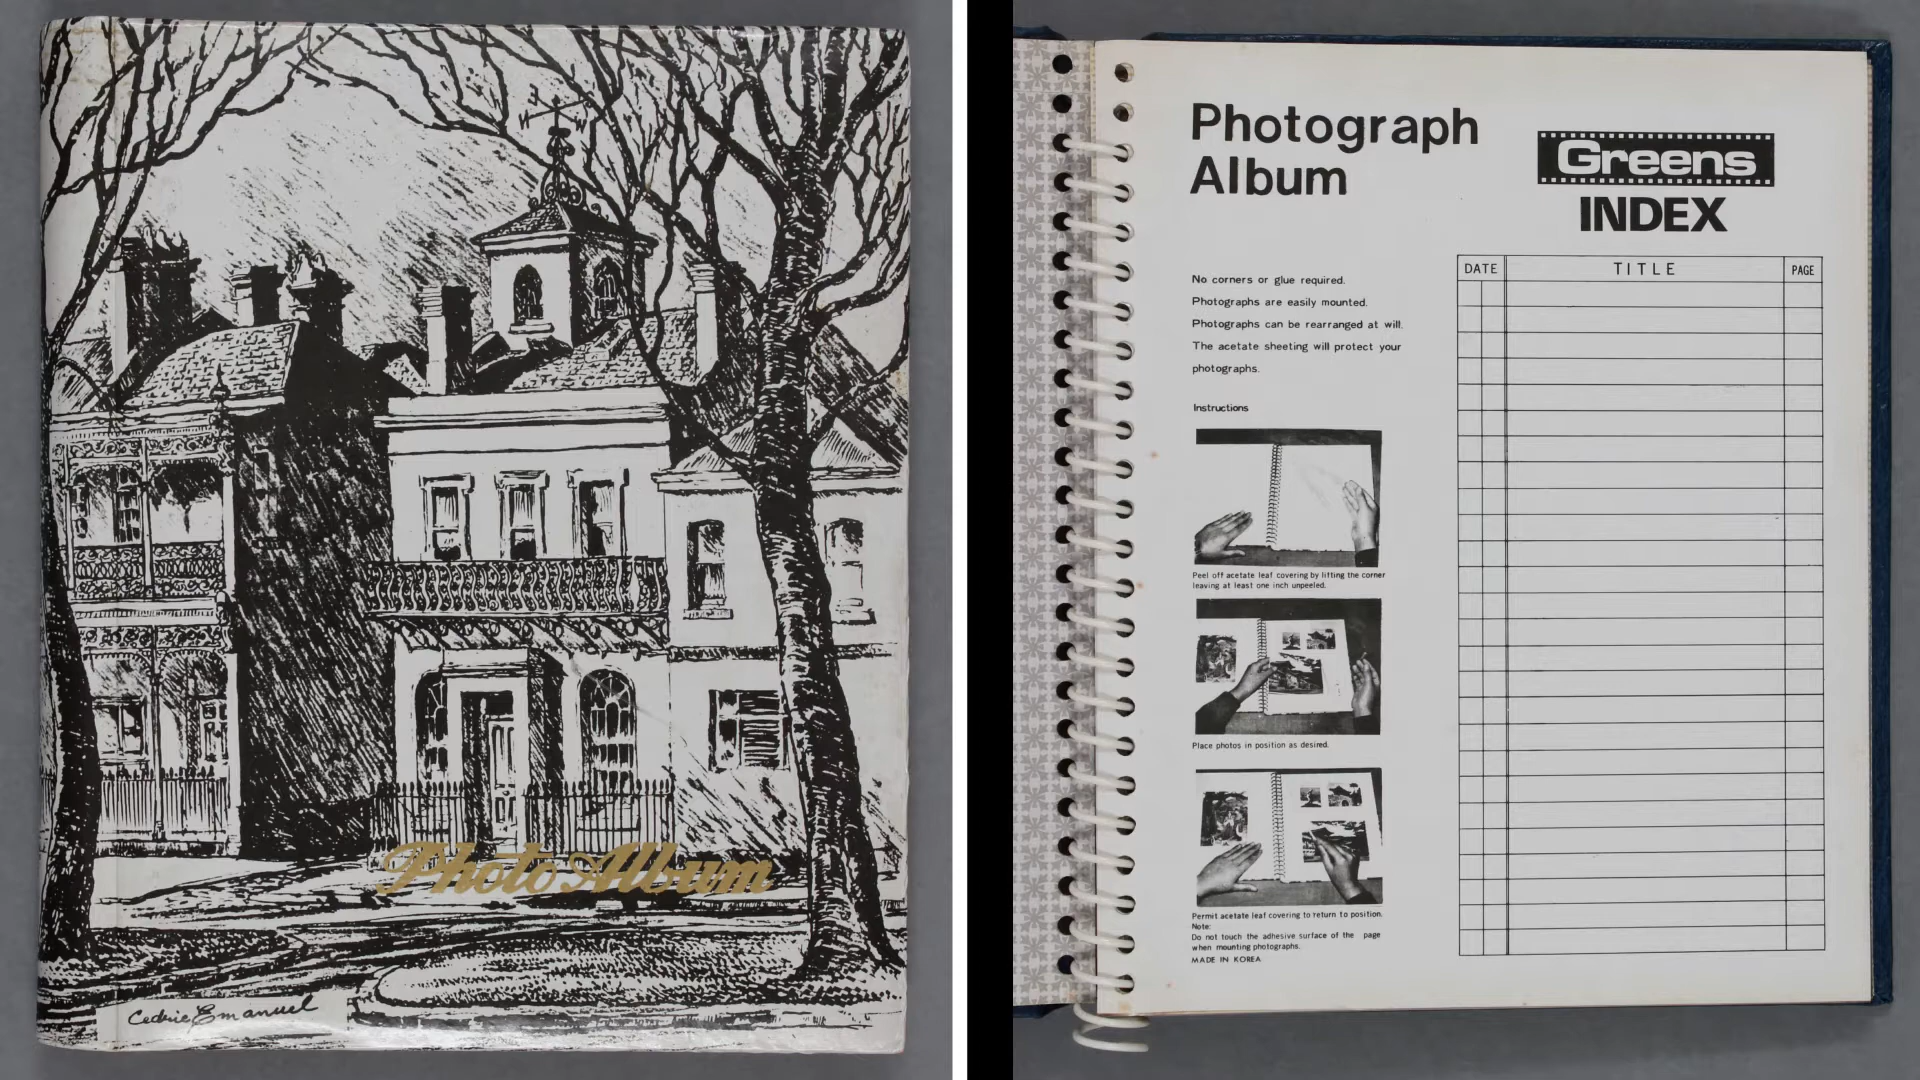 N
W
Photo Album
Cedric Emanuel
Photograph
Album
Greens
INDEX
DATE TITLE PAGE
No corners or glue required.
Photographs are easily mounted.
Photographs can be rearranged at will.
The acetate sheeting will protect your
photographs.
Instructions
Peel off acetate leaf covering by lifting the corner
leaving at least one inch unpeeled.
Place photos in position as desired.
Permit acetate leaf covering to return to position.
Note:
Do not touch the adhesive surface of the page
when mounting photographs.
MADE IN KOREA